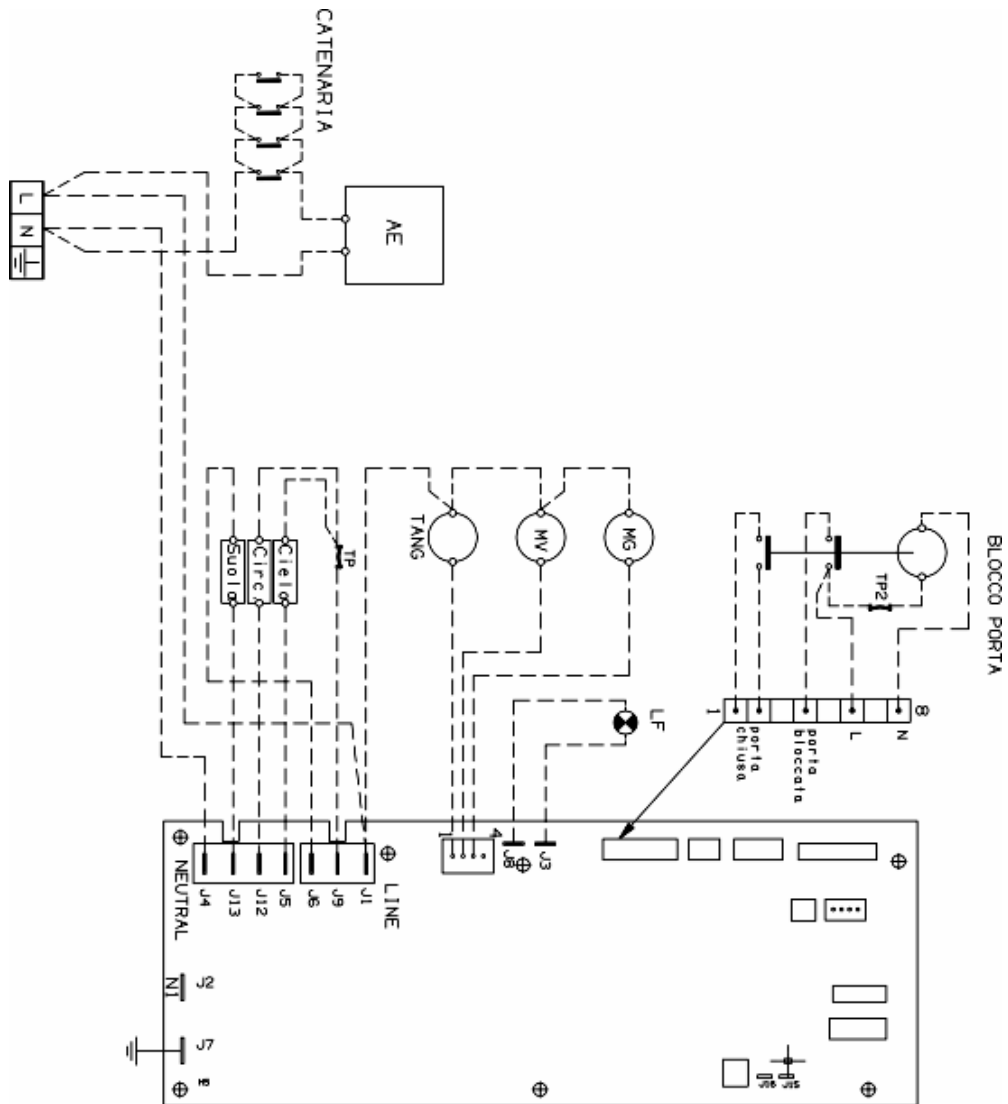 CATENARIA
L
N
AE
TANG
MV
MG
BLOCCO PORTA
TP2
TP
Suolo
Circ.
Cielo
LF
1
8
porta
chiusa
porta
bloccata
L
N
1
4
NEUTRAL
J4
J13
J12
J5
J6
J9
J1
LINE
J8
J3
N1
J2
J7
J16
J15